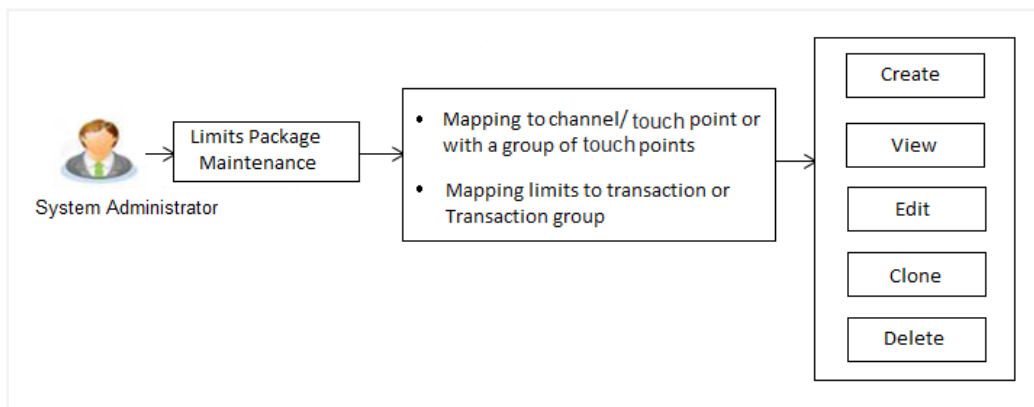 System Administrator
Limits Package
Maintenance
• Mapping to channel/ touch point or
with a group of touch points
• Mapping limits to transaction or
Transaction group
Create
View
Edit
Clone
Delete